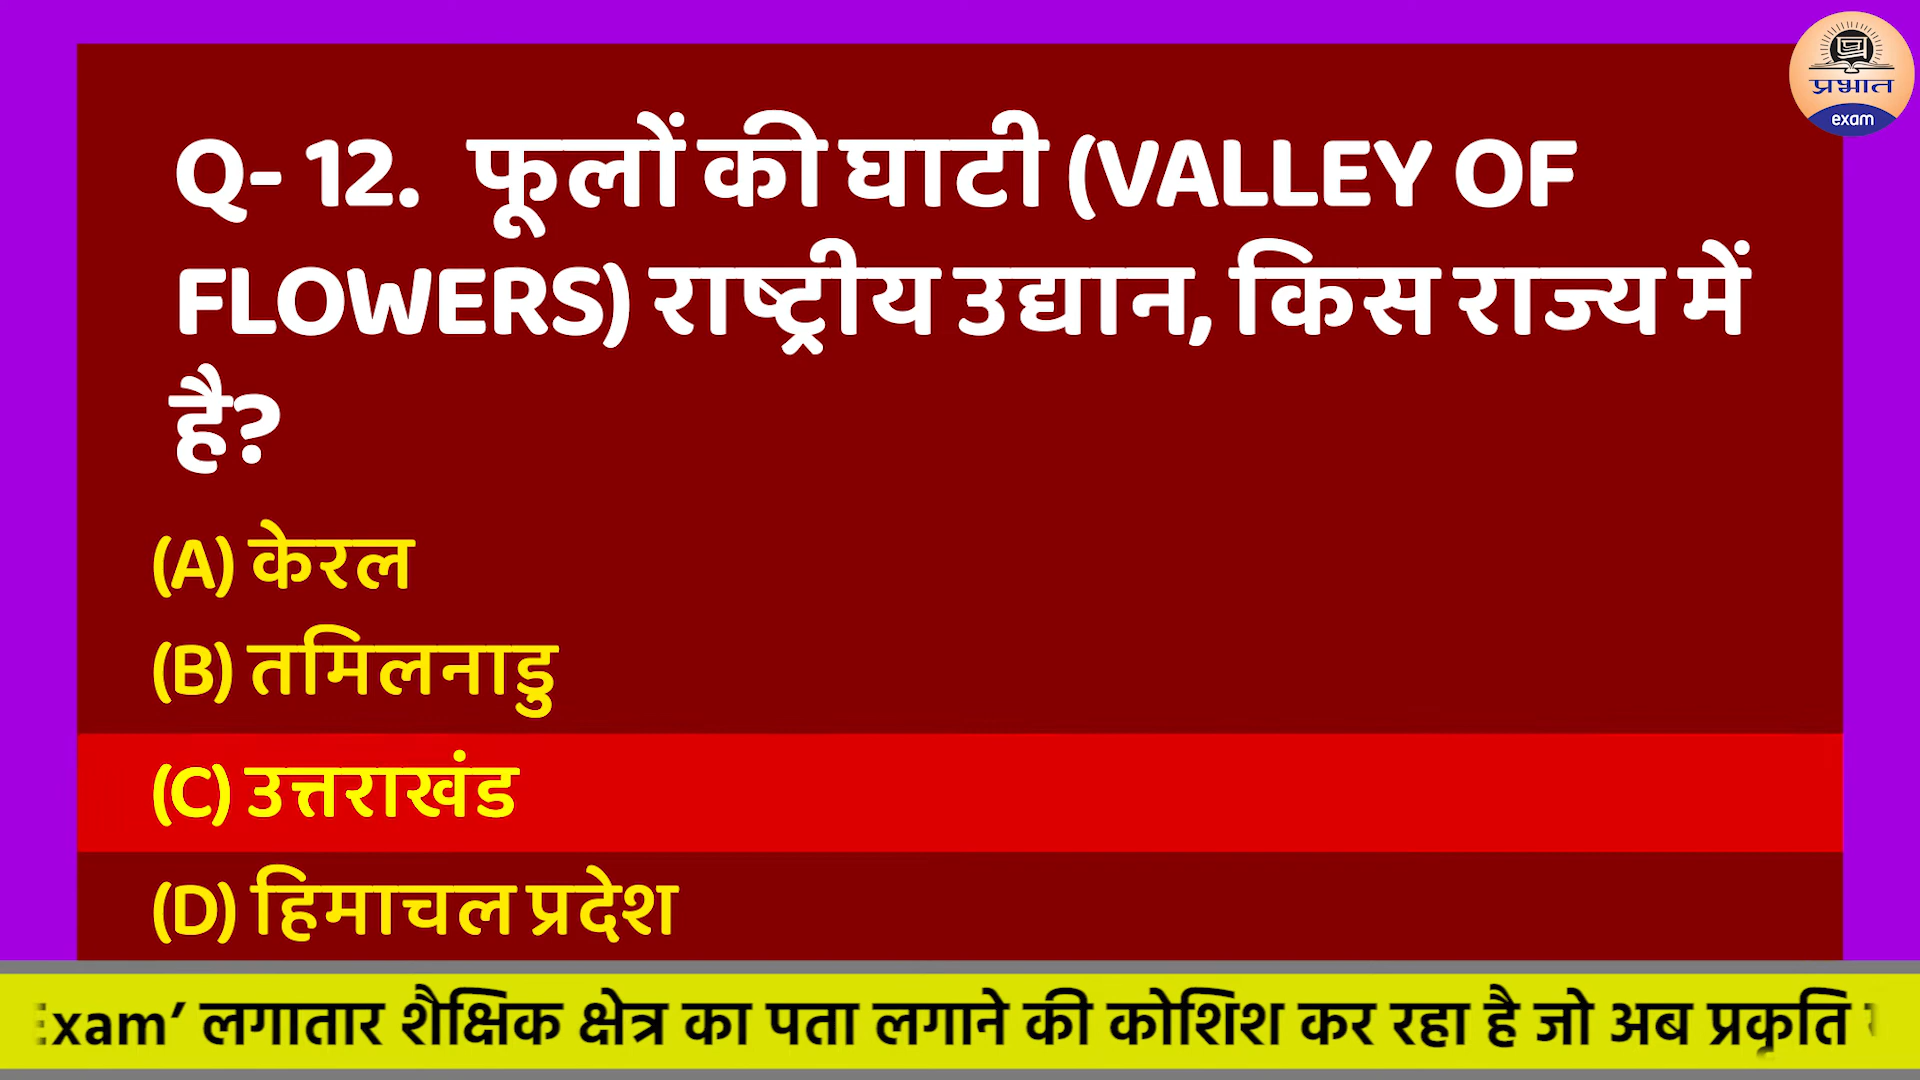 प्रभात
exam
Q- 12. फूलों की घाटी (VALLEY OF
FLOWERS) राष्ट्रीय उद्यान, किस राज्य में
है?
(A) केरल
(B) तमिलनाडु
(C) उत्तराखंड
(D) हिमाचल प्रदेश
xam’ लगातार शैक्षिक क्षेत्र का पता लगाने की कोशिश कर रहा है जो अब प्रकृति